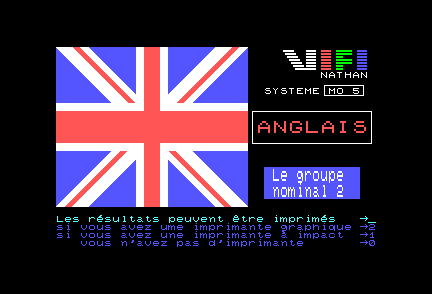 VIFI
NATHAN
SYSTEME MO 5
ANGLAIS
Le groupe
nominal 2
Les résultats peuvent être imprimés →_
si vous avez une imprimante graphique →2
si vous avez une imprimante à impact →1
vous n'avez pas d'imprimante →0